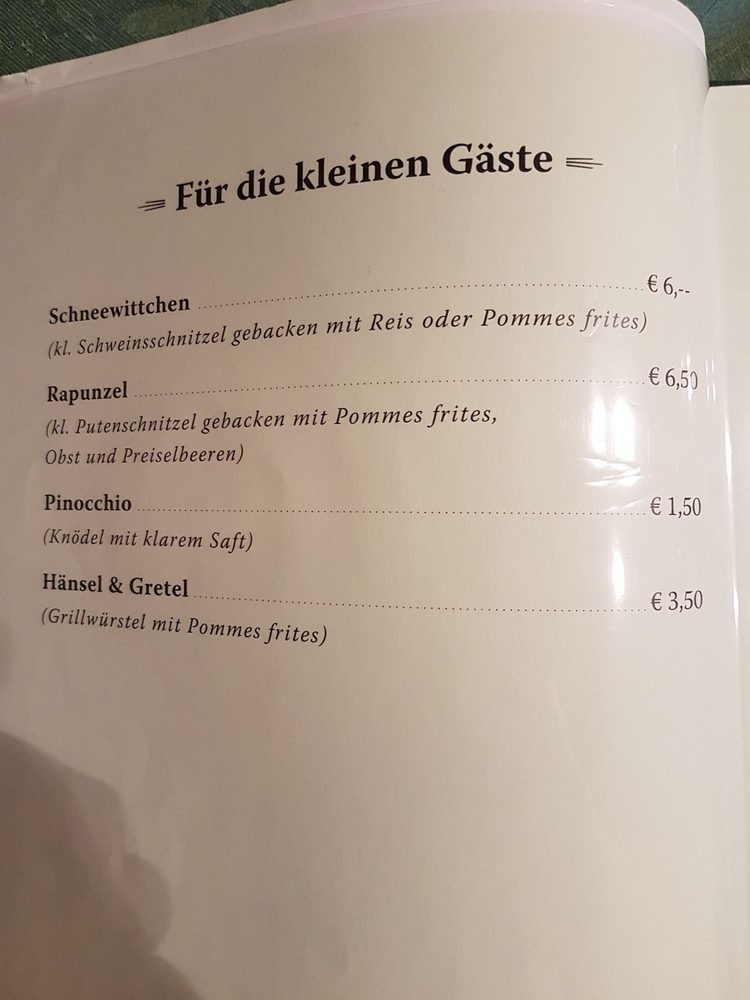 Für die kleinen Gäste
Schneewittchen ........ € 6,--
(kl. Schweinsschnitzel gebacken mit Reis oder Pommes frites)
Rapunzel ........ € 6,50
(kl. Putenschnitzel gebacken mit Pommes frites,
Obst und Preiselbeeren)
Pinocchio ........ € 1,50
(Knödel mit klarem Saft)
Hänsel & Gretel ........ € 3,50
(Grillwürstel mit Pommes frites)